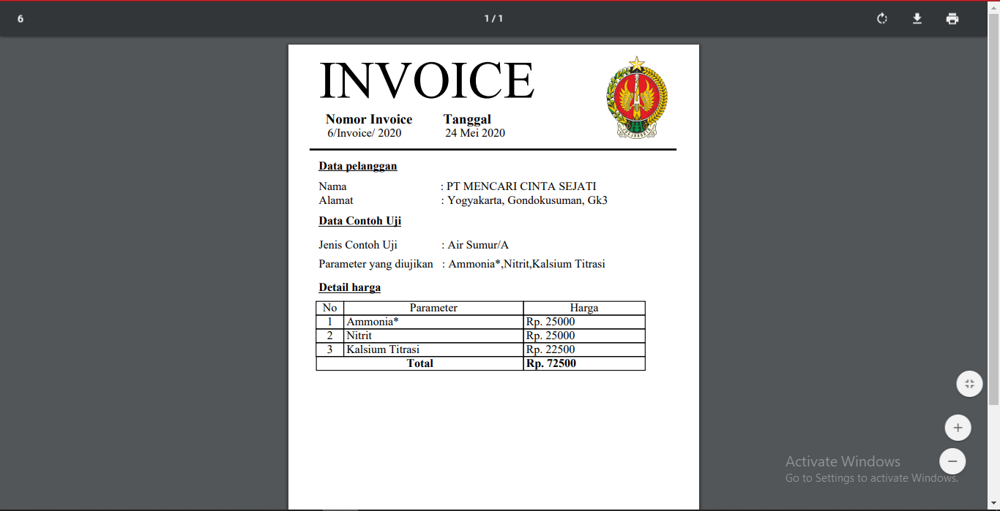 6
1 / 1
INVOICE
Nomor Invoice Tanggal
6/Invoice/ 2020 24 Mei 2020
Data pelanggan
Nama : PT MENCARI CINTA SEJATI
Alamat : Yogyakarta, Gondokusuman, Gk3
Data Contoh Uji
Jenis Contoh Uji : Air Sumur/A
Parameter yang diujikan : Ammonia*,Nitrit,Kalsium Titrasi
Detail harga
No Parameter Harga
1 Ammonia* Rp. 25000
2 Nitrit Rp. 25000
3 Kalsium Titrasi Rp. 22500
Total Rp. 72500
Activate Windows
Go to Settings to activate Windows.